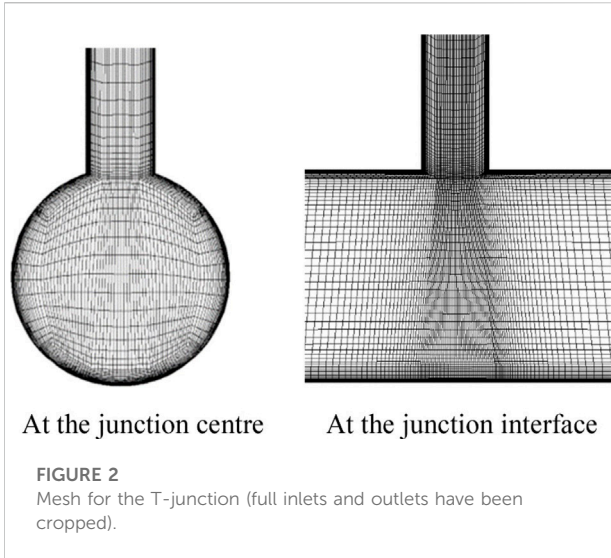 At the junction centre
At the junction interface
FIGURE 2
Mesh for the T-junction (full inlets and outlets have been
cropped).